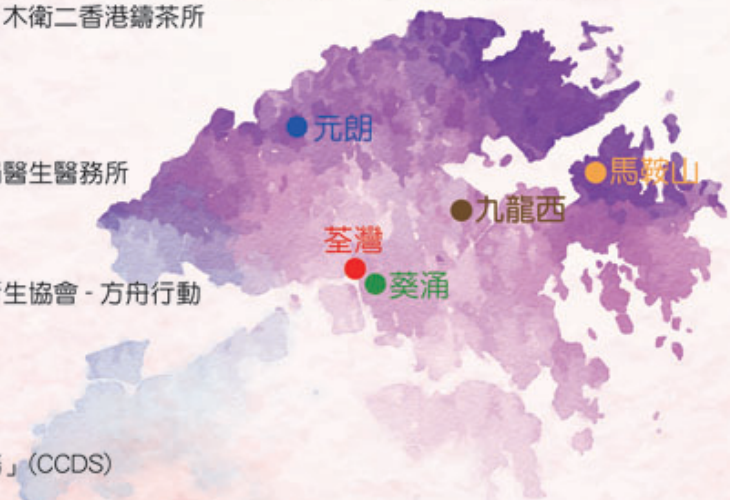 木衛二香港鑄茶所
元朗
醫生醫務所
馬鞍山
九龍西
荃灣
葵涌
生協會 - 方舟行動
」(CCDS)